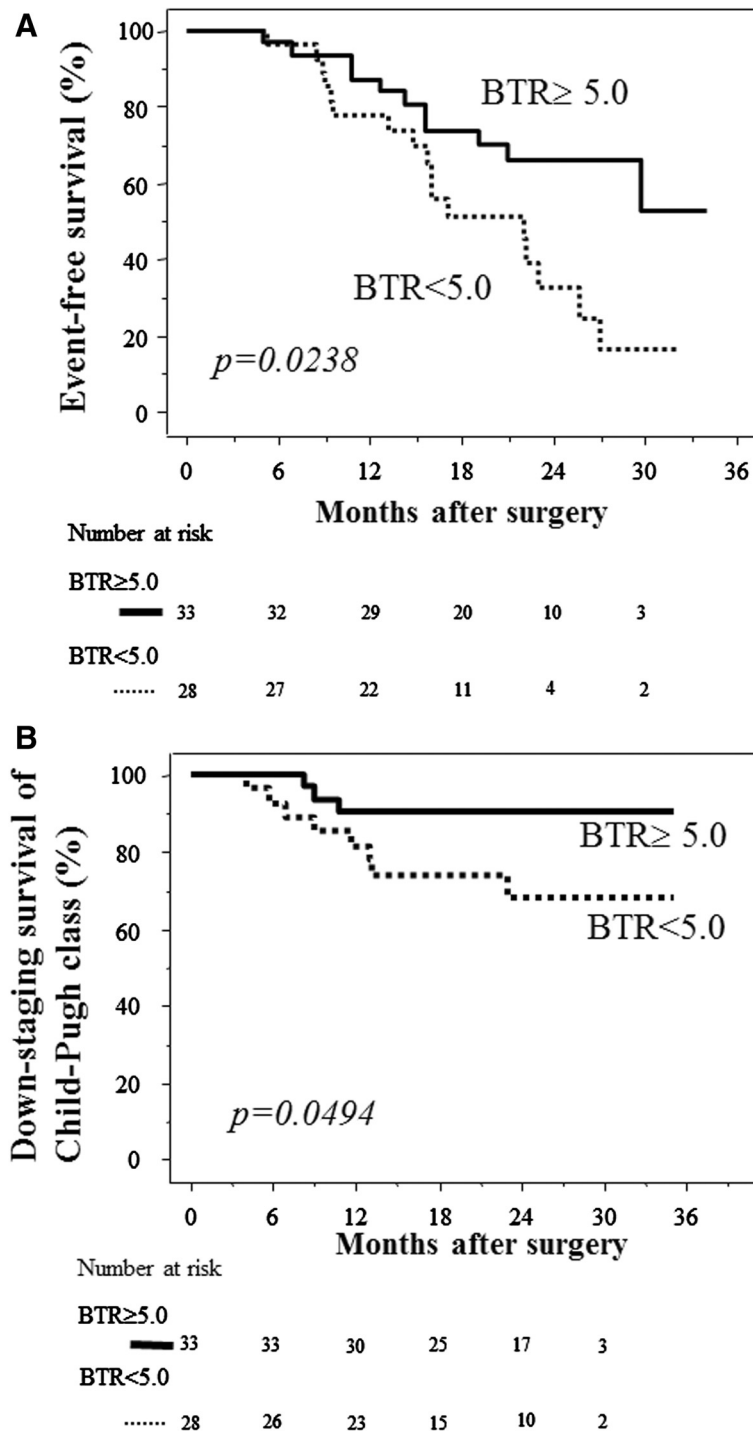 A
Event-free survival (%)
100
80
60
40
20
0
BTR≥ 5.0
BTR<5.0
p=0.0238
0 6 12 18 24 30 36
Months after surgery
Number at risk
BTR≥5.0
33 32 29 20 10 3
BTR<5.0
28 27 22 11 4 2
B
Down-staging survival of
Child-Pugh class (%)
100
80
60
40
20
0
BTR≥ 5.0
BTR<5.0
p=0.0494
0 6 12 18 24 30 36
Months after surgery
Number at risk
BTR≥5.0
33 33 30 25 17 3
BTR<5.0
28 26 23 15 10 2